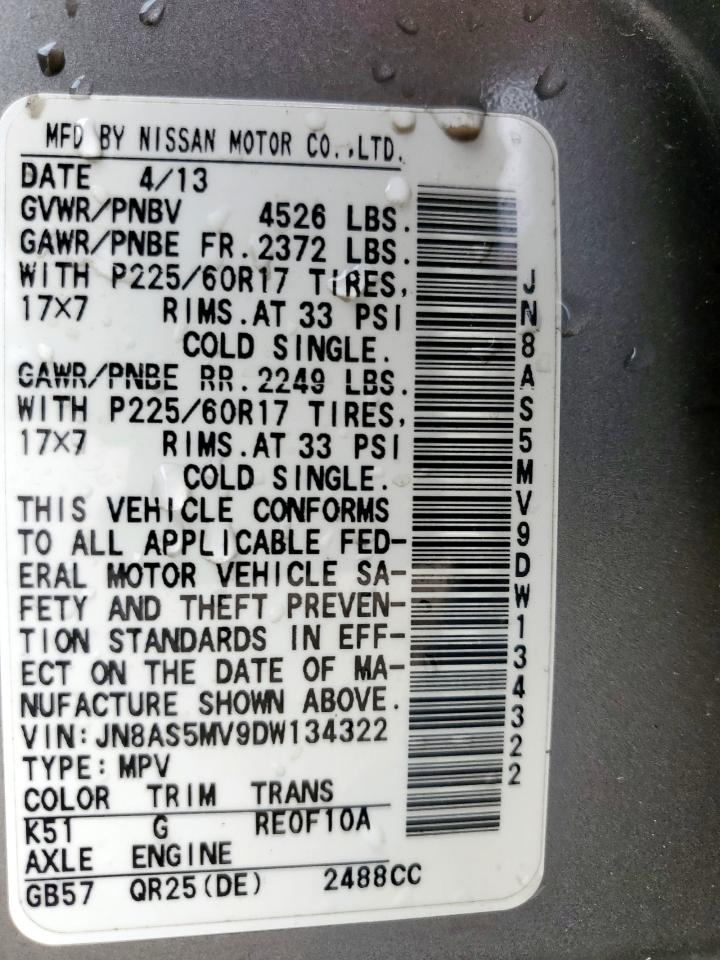 MFD BY NISSAN MOTOR CO.,LTD.
DATE 4/13
GVWR/PNBV 4526 LBS.
GAWR/PNBE FR.2372 LBS.
WITH P225/60R17 TIRES,
17X7 RIMS.AT 33 PSI
COLD SINGLE.
GAWR/PNBE RR.2249 LBS.
WITH P225/60R17 TIRES,
17X7 RIMS.AT 33 PSI
COLD SINGLE.
THIS VEHICLE CONFORMS
TO ALL APPLICABLE FED-
ERAL MOTOR VEHICLE SA-
FETY AND THEFT PREVEN-
TION STANDARDS IN EFF-
ECT ON THE DATE OF MA-
NUFACTURE SHOWN ABOVE.
VIN:JN8AS5MV9DW134322
TYPE:MPV
COLOR TRIM TRANS
K51 G RE0F10A
AXLE ENGINE
GB57 QR25(DE) 2488CC
JN8AS5MV9DW134322